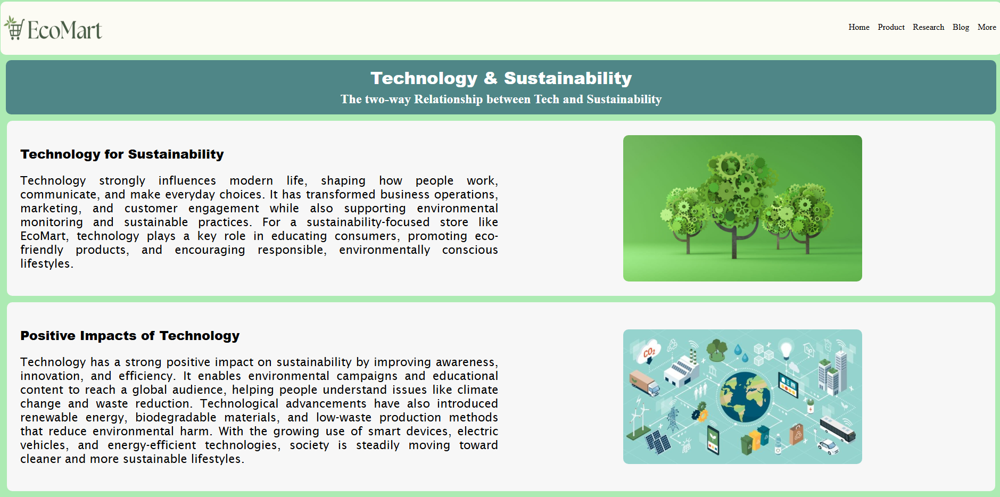 EcoMart
Home Product Research Blog More
Technology & Sustainability
The two-way Relationship between Tech and Sustainability
Technology for Sustainability
Technology strongly influences modern life, shaping how people work,
communicate, and make everyday choices. It has transformed business operations,
marketing, and customer engagement while also supporting environmental
monitoring and sustainable practices. For a sustainability-focused store like
EcoMart, technology plays a key role in educating consumers, promoting eco-
friendly products, and encouraging responsible, environmentally conscious
lifestyles.
Positive Impacts of Technology
Technology has a strong positive impact on sustainability by improving awareness,
innovation, and efficiency. It enables environmental campaigns and educational
content to reach a global audience, helping people understand issues like climate
change and waste reduction. Technological advancements have also introduced
renewable energy, biodegradable materials, and low-waste production methods
that reduce environmental harm. With the growing use of smart devices, electric
vehicles, and energy-efficient technologies, society is steadily moving toward
cleaner and more sustainable lifestyles.
CO2